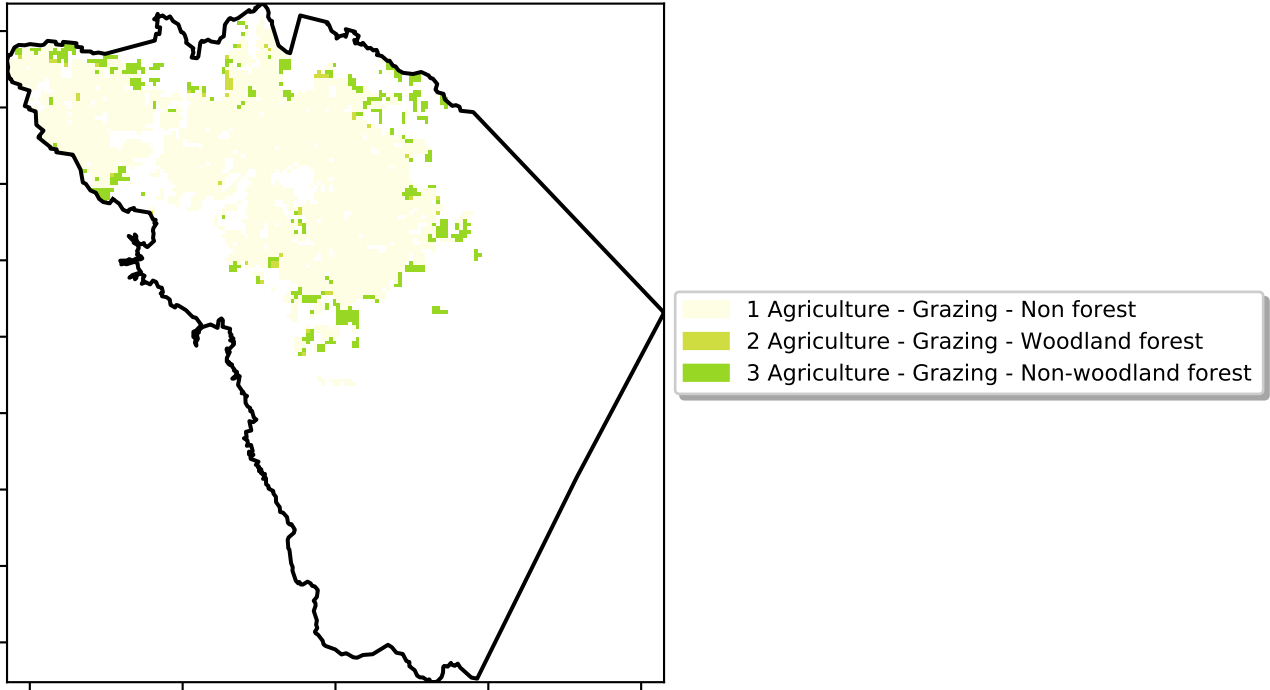 1 Agriculture - Grazing - Non forest
2 Agriculture - Grazing - Woodland forest
3 Agriculture - Grazing - Non-woodland forest